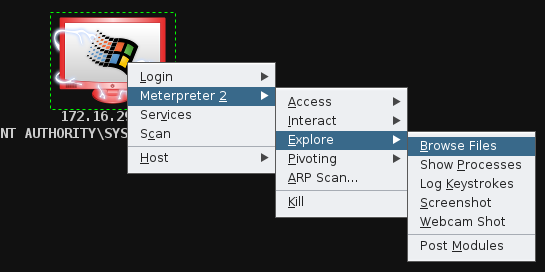 172.16.29
NT AUTHORITY\SYS
Login
Meterpreter 2
Services
Scan
Host
Access
Interact
Explore
Pivoting
ARP Scan...
Kill
Browse Files
Show Processes
Log Keystrokes
Screenshot
Webcam Shot
Post Modules